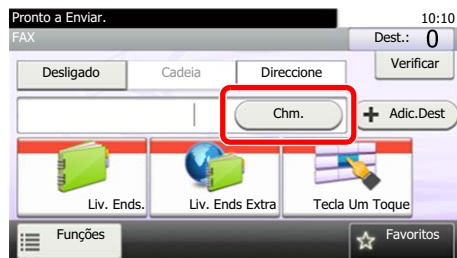 Pronto a Enviar.
10:10
FAX
Dest.: 0
Desligado
Cadeia
Direccione
Verificar
Chm.
+ Adic.Dest
Liv. Ends.
Liv. Ends Extra
Tecla Um Toque
Funções
Favoritos